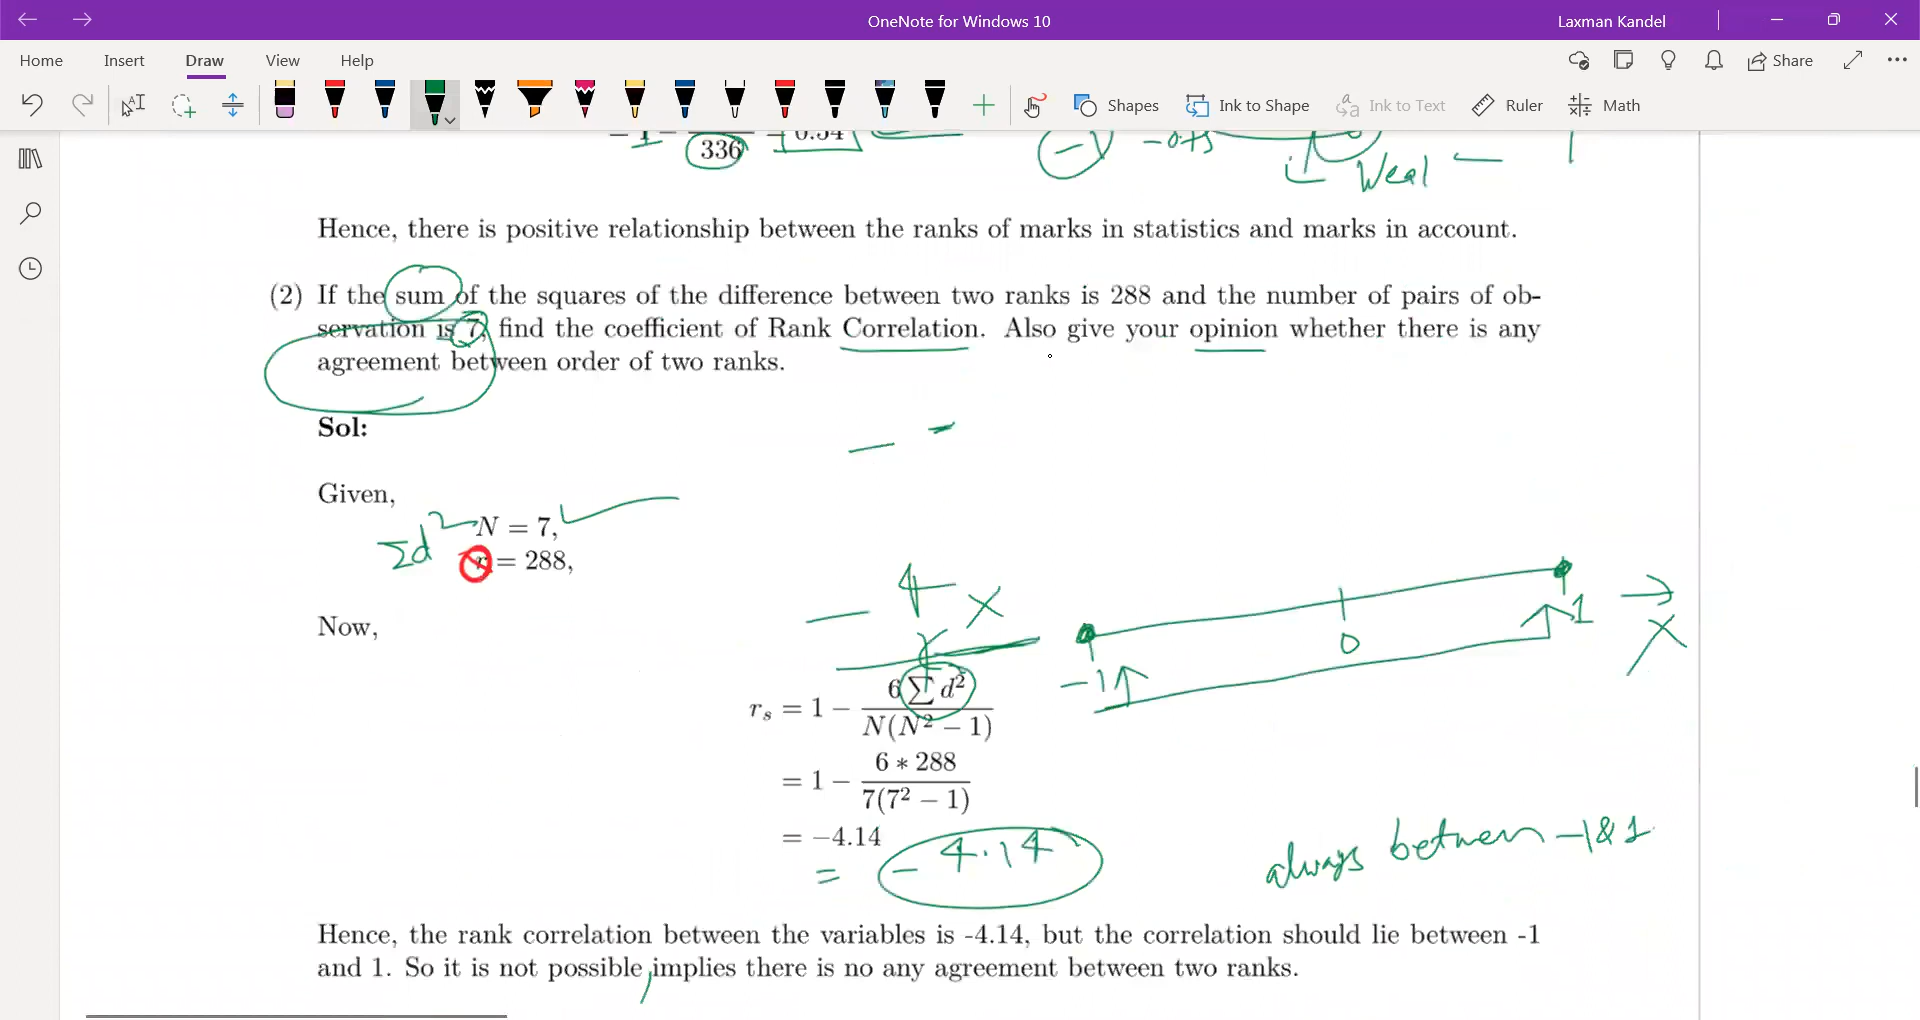 OneNote for Windows 10
Laxman Kandel
Home Insert Draw View Help
Share
Shapes Ink to Shape Ink to Text Ruler Math
-1 - 336 = 0.54
-1 -0.75
Weal
Hence, there is positive relationship between the ranks of marks in statistics and marks in account.
(2) If the sum of the squares of the difference between two ranks is 288 and the number of pairs of ob-
servation is 7, find the coefficient of Rank Correlation. Also give your opinion whether there is any
agreement between order of two ranks.
Sol:
Given,
N = 7,
Σd² = 288,
Now,
-4 X
-1 0 1 X
r_s = 1 − 6 ∑ d² / N(N² − 1)
= 1 − 6 * 288 / 7(7² − 1)
= −4.14
= -4.14
always between -1 & 1
Hence, the rank correlation between the variables is -4.14, but the correlation should lie between -1
and 1. So it is not possible, implies there is no any agreement between two ranks.